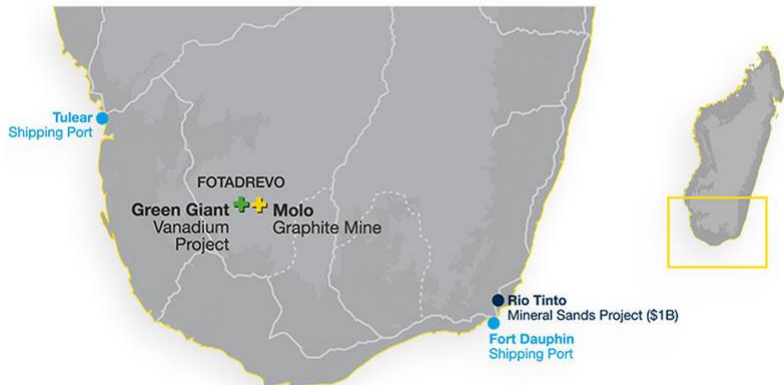 Tulear
Shipping Port
FOTADREVO
Green Giant
Vanadium
Project
Molo
Graphite Mine
Rio Tinto
Mineral Sands Project ($1B)
Fort Dauphin
Shipping Port